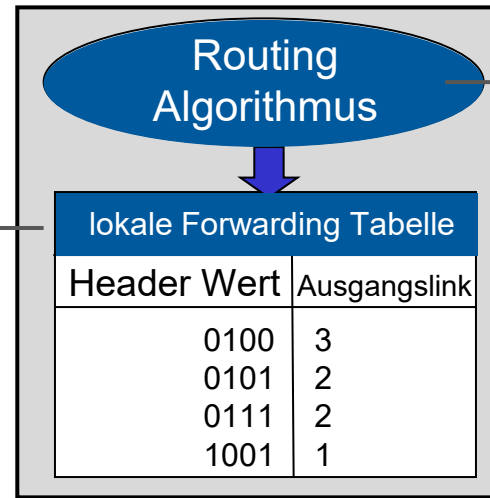 Routing
Algorithmus
lokale Forwarding Tabelle
Header Wert Ausgangslink
0100 3
0101 2
0111 2
1001 1